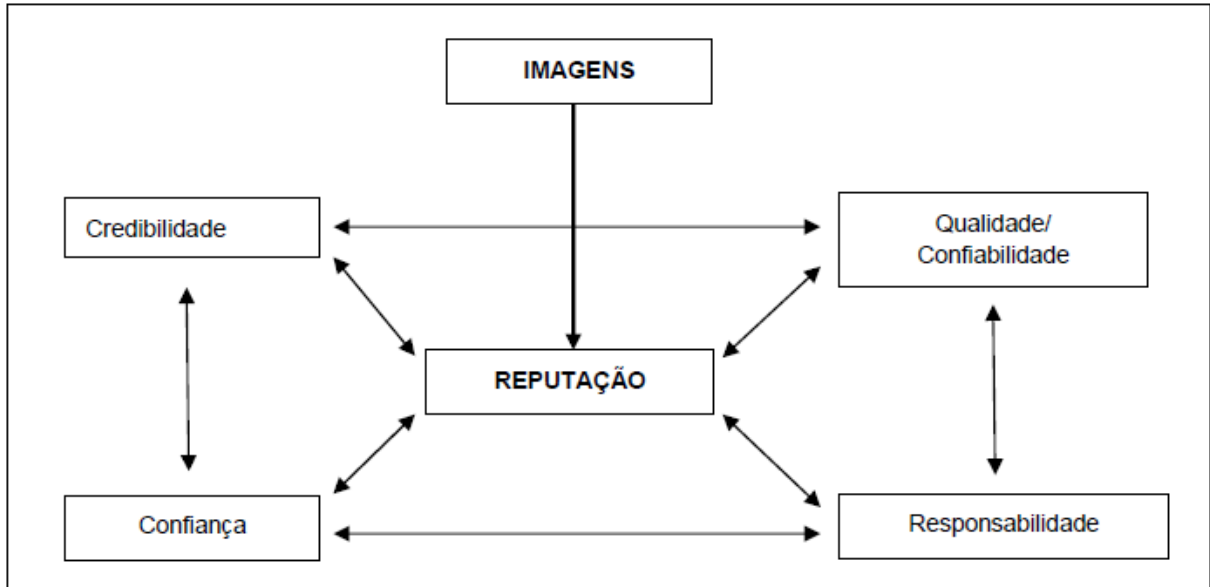 IMAGENS
Credibilidade
Qualidade/
Confiabilidade
REPUTAÇÃO
Confiança
Responsabilidade